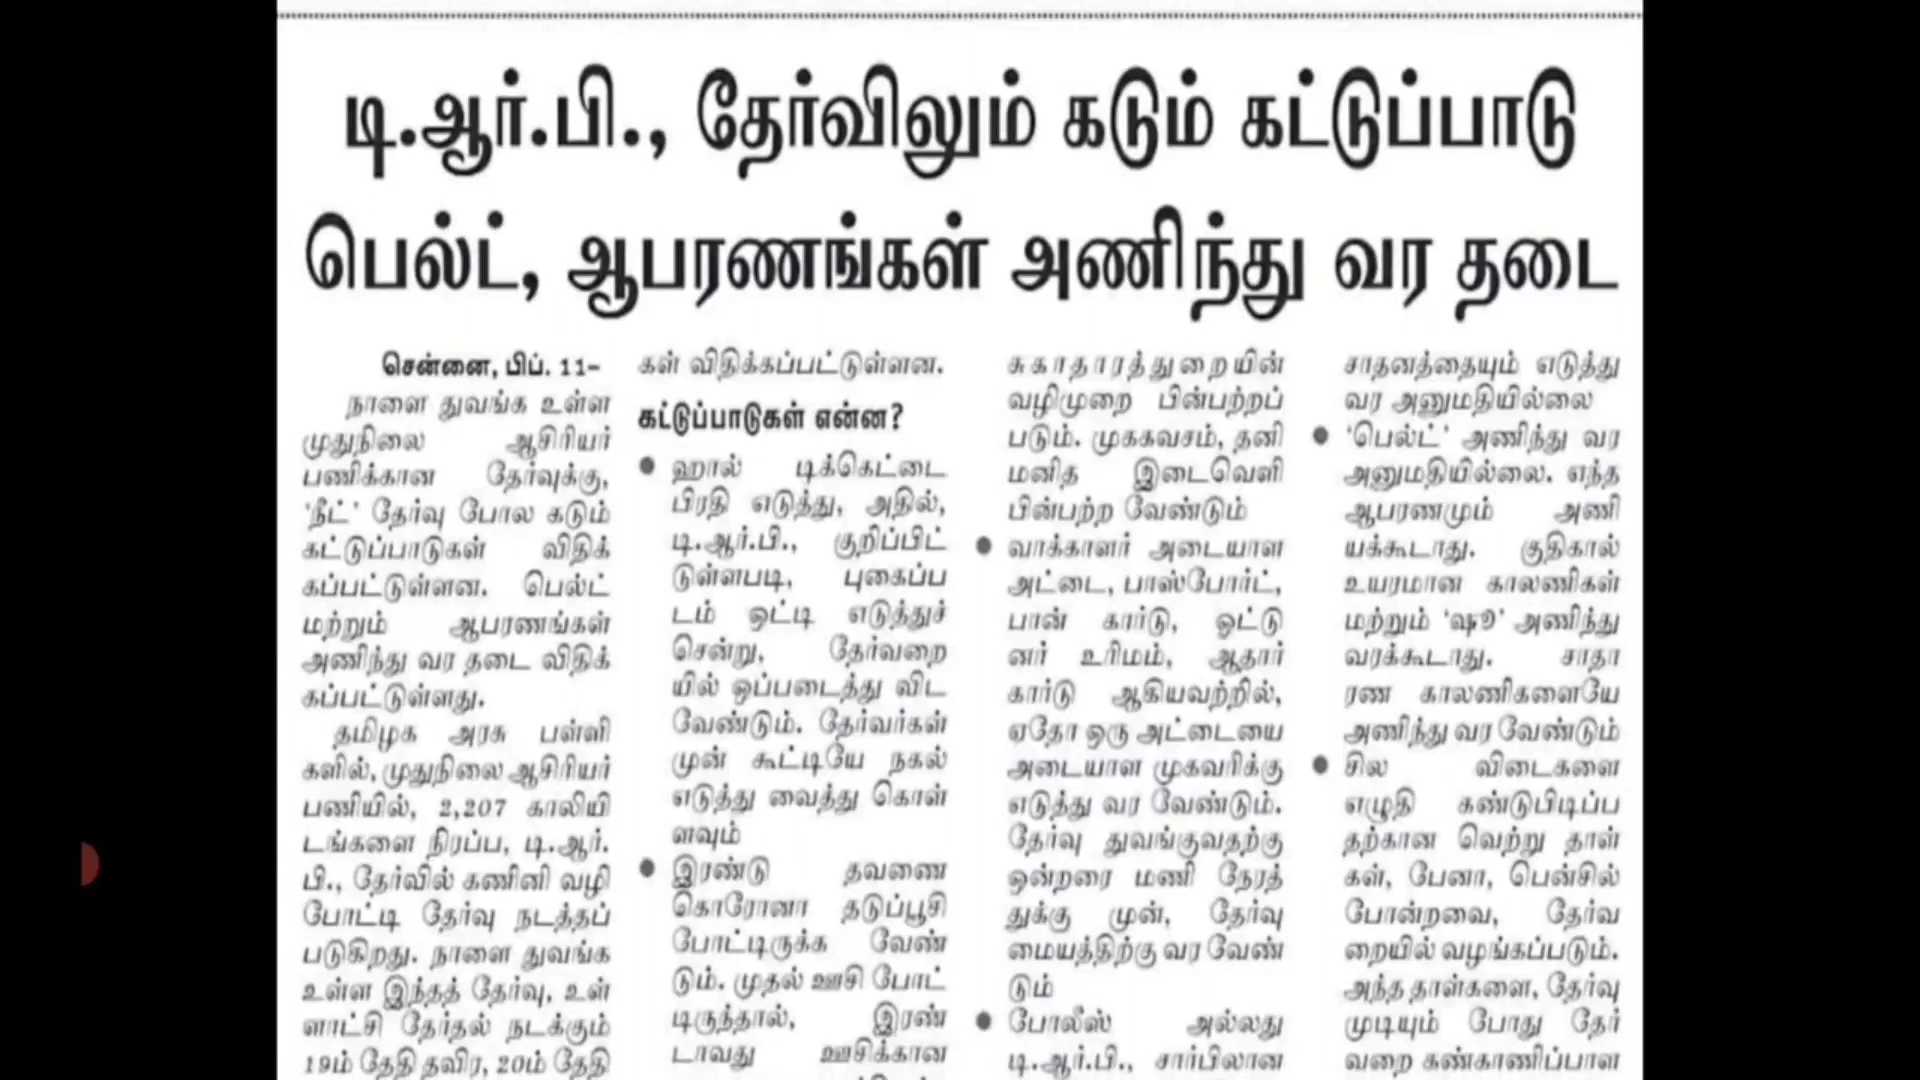 டி.ஆர்.பி., தேர்விலும் கடும் கட்டுப்பாடு
பெல்ட், ஆபரணங்கள் அணிந்து வர தடை
சென்னை, பிப். 11–
நாளை துவங்க உள்ள
முதுநிலை ஆசிரியர்
பணிக்கான தேர்வுக்கு,
'நீட்' தேர்வு போல கடும்
கட்டுப்பாடுகள் விதிக்
கப்பட்டுள்ளன. பெல்ட்
மற்றும் ஆபரணங்கள்
அணிந்து வர தடை விதிக்
கப்பட்டுள்ளது.
தமிழக அரசு பள்ளி
களில், முதுநிலை ஆசிரியர்
பணியில், 2,207 காலியி
டங்களை நிரப்ப, டி.ஆர்.
பி., தேர்வில் கணினி வழி
போட்டி தேர்வு நடத்தப்
படுகிறது. நாளை துவங்க
உள்ள இந்தத் தேர்வு, உள்
ளாட்சி தேர்தல் நடக்கும்
19ம் தேதி தவிர, 20ம் தேதி
கள் விதிக்கப்பட்டுள்ளன.
கட்டுப்பாடுகள் என்ன?
● ஹால் டிக்கெட்டை
பிரதி எடுத்து, அதில்,
டி.ஆர்.பி., குறிப்பிட்
டுள்ளபடி, புகைப்ப
டம் ஒட்டி எடுத்துச்
சென்று, தேர்வறை
யில் ஒப்படைத்து விட
வேண்டும். தேர்வர்கள்
முன் கூட்டியே நகல்
எடுத்து வைத்து கொள்
ளவும்
● இரண்டு தவணை
கொரோனா தடுப்பூசி
போட்டிருக்க வேண்
டும். முதல் ஊசி போட்
டிருந்தால், இரண்
டாவது ஊசிக்கான
சுகாதாரத்துறையின்
வழிமுறை பின்பற்றப்
படும். முககவசம், தனி
மனித இடைவெளி
பின்பற்ற வேண்டும்
● வாக்காளர் அடையாள
அட்டை, பாஸ்போர்ட்,
பான் கார்டு, ஓட்டு
னர் உரிமம், ஆதார்
கார்டு ஆகியவற்றில்,
ஏதோ ஒரு அட்டையை
அடையாள முகவரிக்கு
எடுத்து வர வேண்டும்.
தேர்வு துவங்குவதற்கு
ஒன்றரை மணி நேரத்
துக்கு முன், தேர்வு
மையத்திற்கு வர வேண்
டும்
● போலீஸ் அல்லது
டி.ஆர்.பி., சார்பிலான
சாதனத்தையும் எடுத்து
வர அனுமதியில்லை
● 'பெல்ட்' அணிந்து வர
அனுமதியில்லை. எந்த
ஆபரணமும் அணி
யக்கூடாது. குதிகால்
உயரமான காலணிகள்
மற்றும் 'ஷூ' அணிந்து
வரக்கூடாது. சாதா
ரண காலணிகளையே
அணிந்து வர வேண்டும்
● சில விடைகளை
எழுதி கண்டுபிடிப்ப
தற்கான வெற்று தாள்
கள், பேனா, பென்சில்
போன்றவை, தேர்வ
றையில் வழங்கப்படும்.
அந்த தாள்களை, தேர்வு
முடியும் போது தேர்
வறை கண்காணிப்பாள